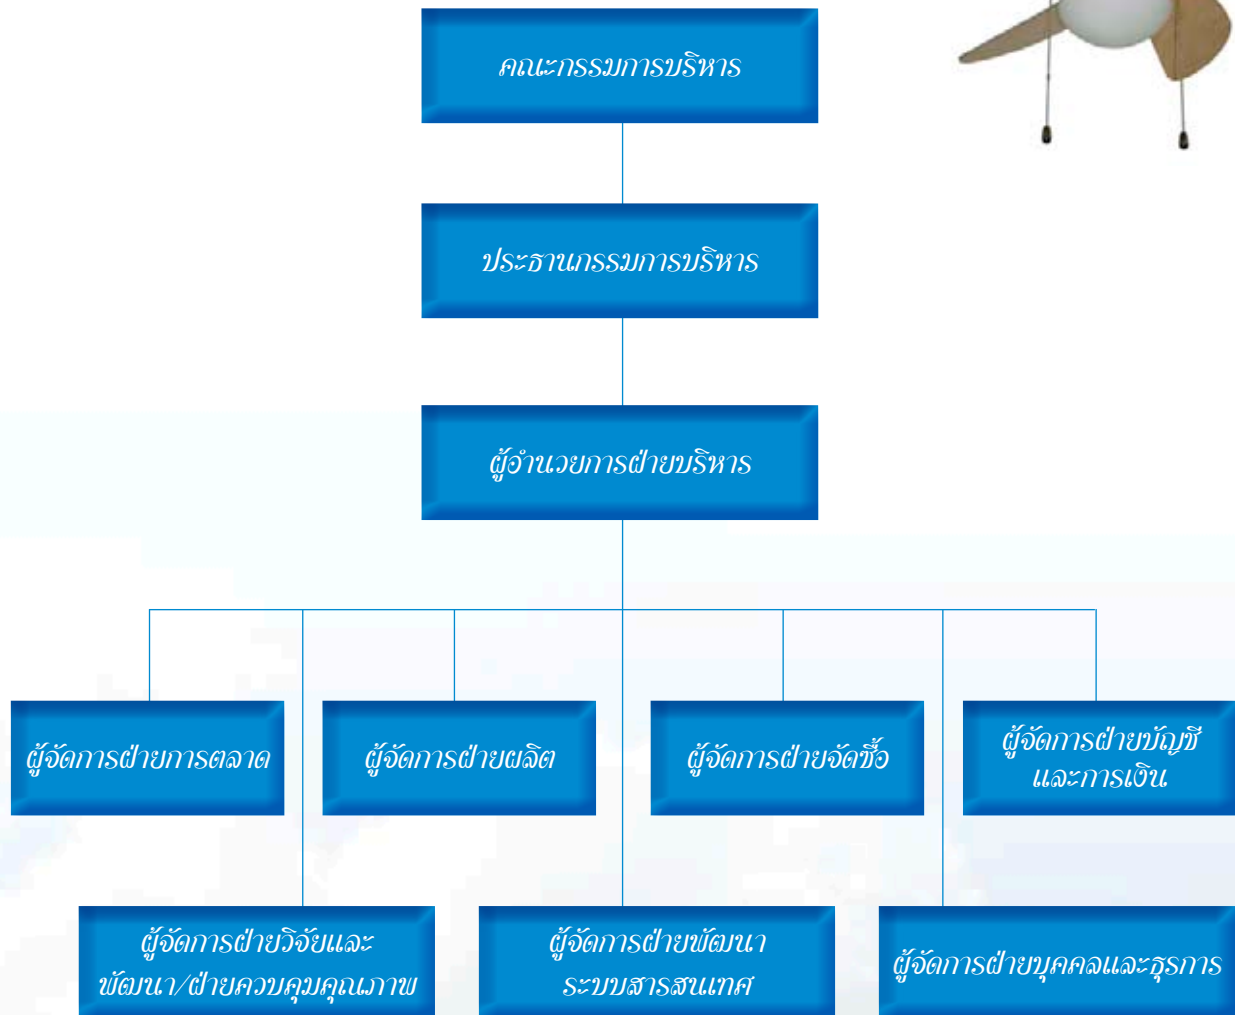 คณะกรรมการบริหาร
ประธานกรรมการบริหาร
ผู้อำนวยการฝ่ายบริหาร
ผู้จัดการฝ่ายการตลาด
ผู้จัดการฝ่ายผลิต
ผู้จัดการฝ่ายจัดซื้อ
ผู้จัดการฝ่ายบัญชี
และการเงิน
ผู้จัดการฝ่ายวิจัยและ
พัฒนา/ฝ่ายควบคุมคุณภาพ
ผู้จัดการฝ่ายพัฒนา
ระบบสารสนเทศ
ผู้จัดการฝ่ายบุคคลและธุรการ